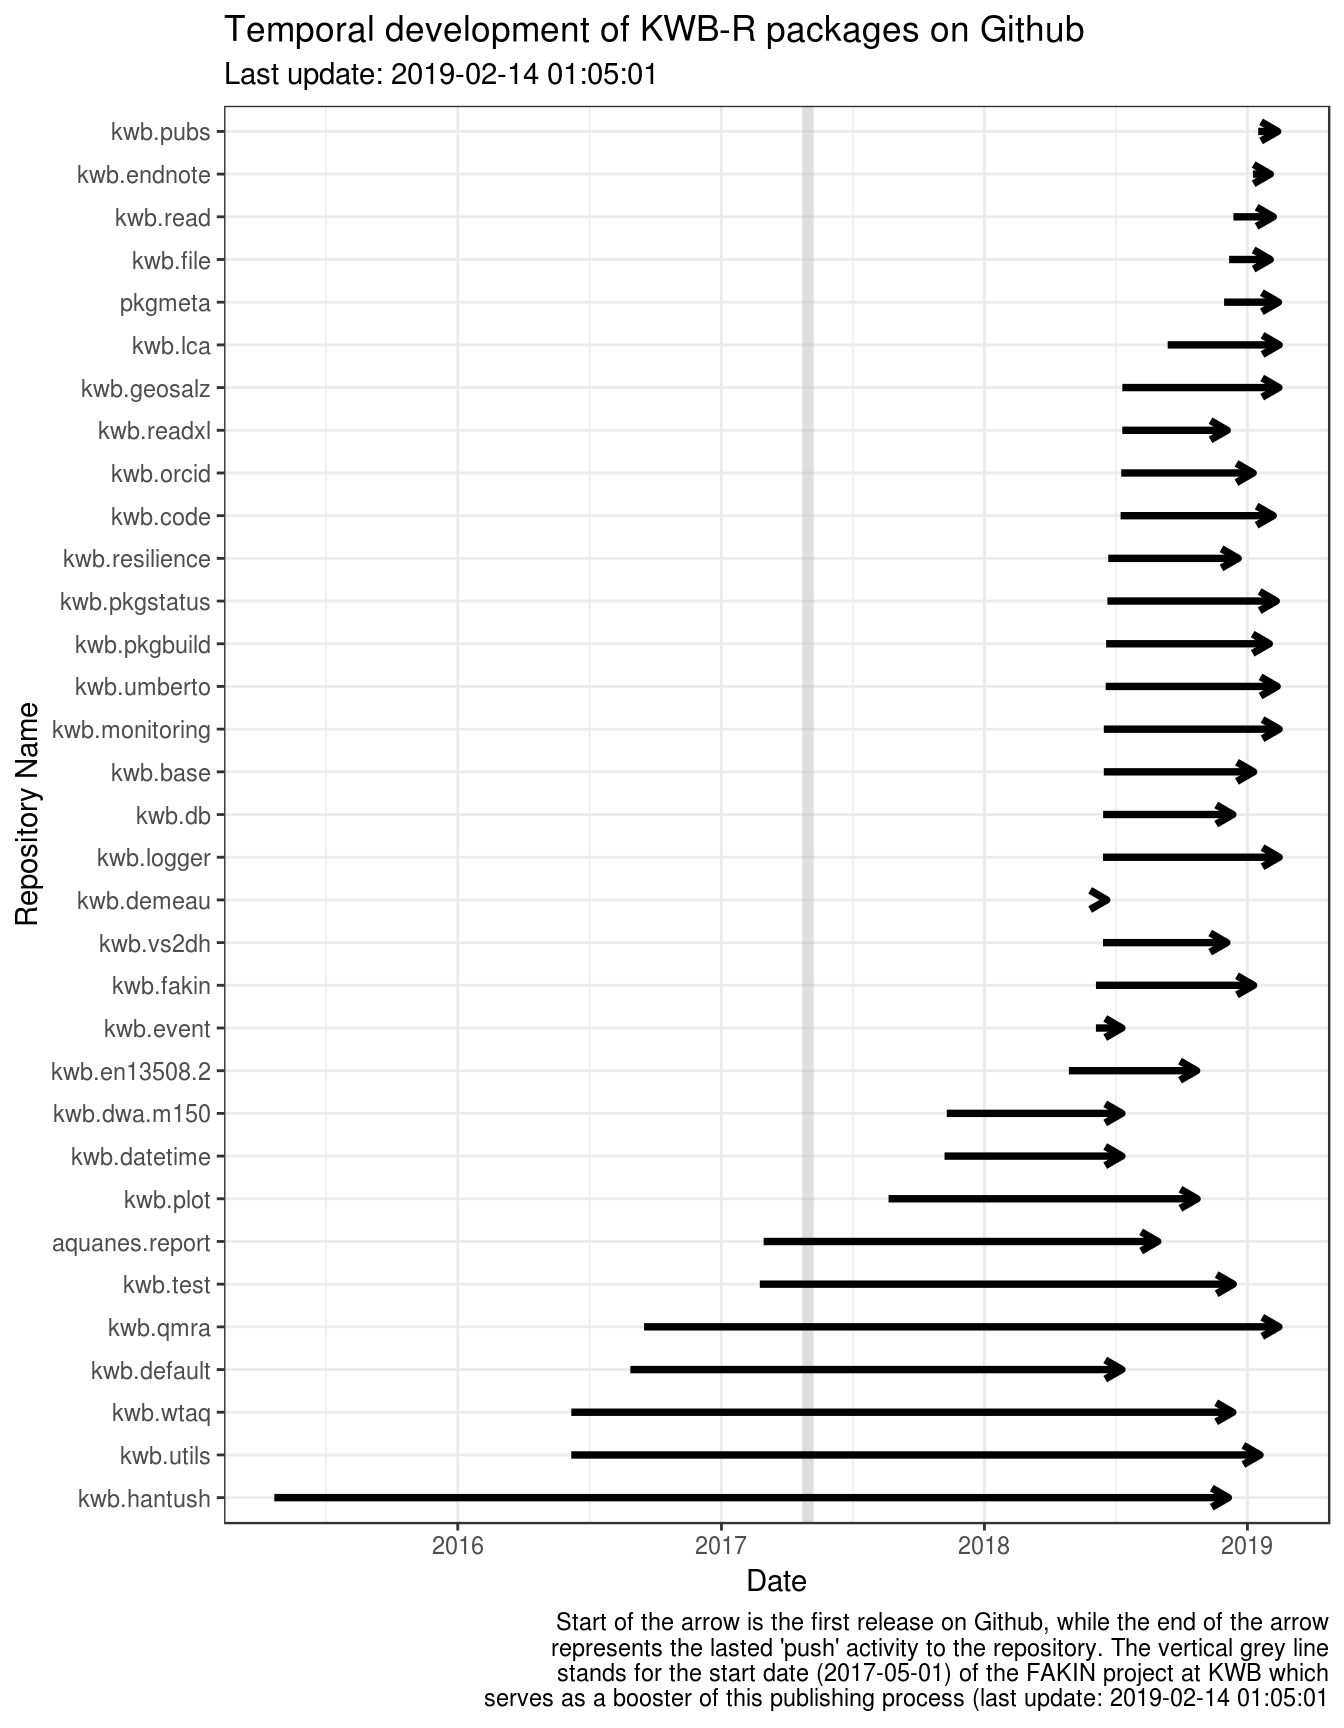 Temporal development of KWB-R packages on Github
Last update: 2019-02-14 01:05:01
kwb.pubs
kwb.endnote
kwb.read
kwb.file
pkgmeta
kwb.lca
kwb.geosalz
kwb.readxl
kwb.orcid
kwb.code
kwb.resilience
kwb.pkgstatus
kwb.pkgbuild
kwb.umberto
kwb.monitoring
kwb.base
kwb.db
kwb.logger
kwb.demeau
kwb.vs2dh
kwb.fakin
kwb.event
kwb.en13508.2
kwb.dwa.m150
kwb.datetime
kwb.plot
aquanes.report
kwb.test
kwb.qmra
kwb.default
kwb.wtaq
kwb.utils
kwb.hantush
Repository Name
2016 2017 2018 2019
Date
Start of the arrow is the first release on Github, while the end of the arrow
represents the lasted 'push' activity to the repository. The vertical grey line
stands for the start date (2017-05-01) of the FAKIN project at KWB which
serves as a booster of this publishing process (last update: 2019-02-14 01:05:01